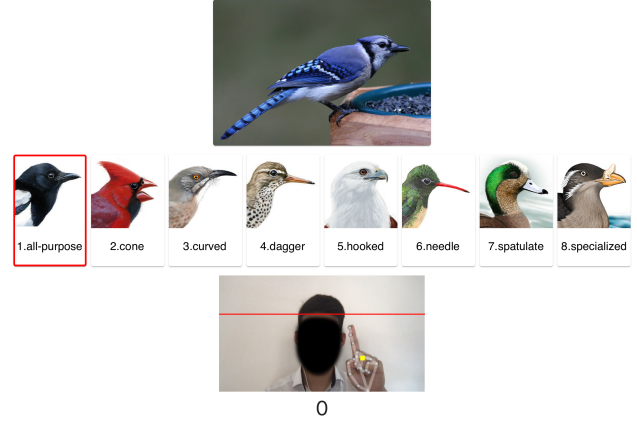 1.all-purpose
2.cone
3.curved
4.dagger
5.hooked
6.needle
7.spatulate
8.specialized
0